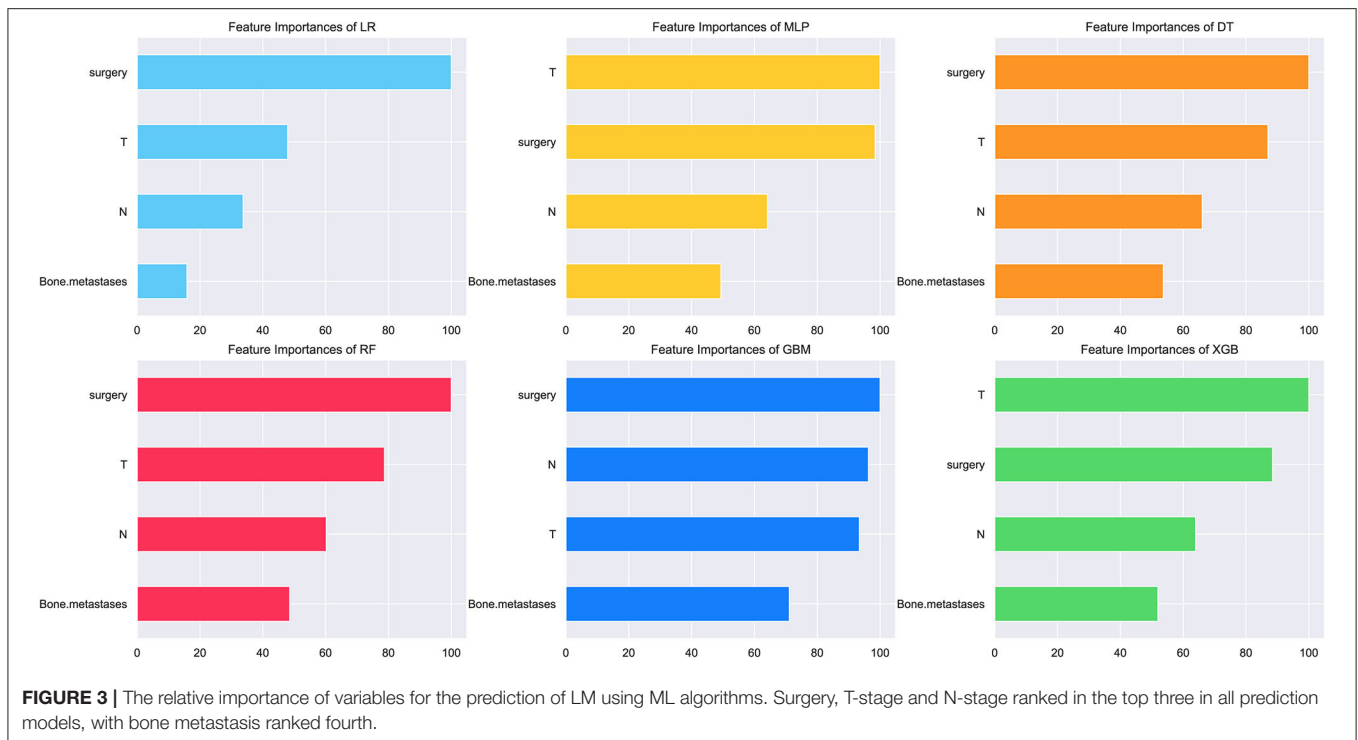 Feature Importances of LR
surgery
T
N
Bone.metastases
0 20 40 60 80 100
Feature Importances of MLP
T
surgery
N
Bone.metastases
0 20 40 60 80 100
Feature Importances of DT
surgery
T
N
Bone.metastases
0 20 40 60 80 100
Feature Importances of RF
surgery
T
N
Bone.metastases
0 20 40 60 80 100
Feature Importances of GBM
surgery
N
T
Bone.metastases
0 20 40 60 80 100
Feature Importances of XGB
T
surgery
N
Bone.metastases
0 20 40 60 80 100
FIGURE 3 | The relative importance of variables for the prediction of LM using ML algorithms. Surgery, T-stage and N-stage ranked in the top three in all prediction
models, with bone metastasis ranked fourth.